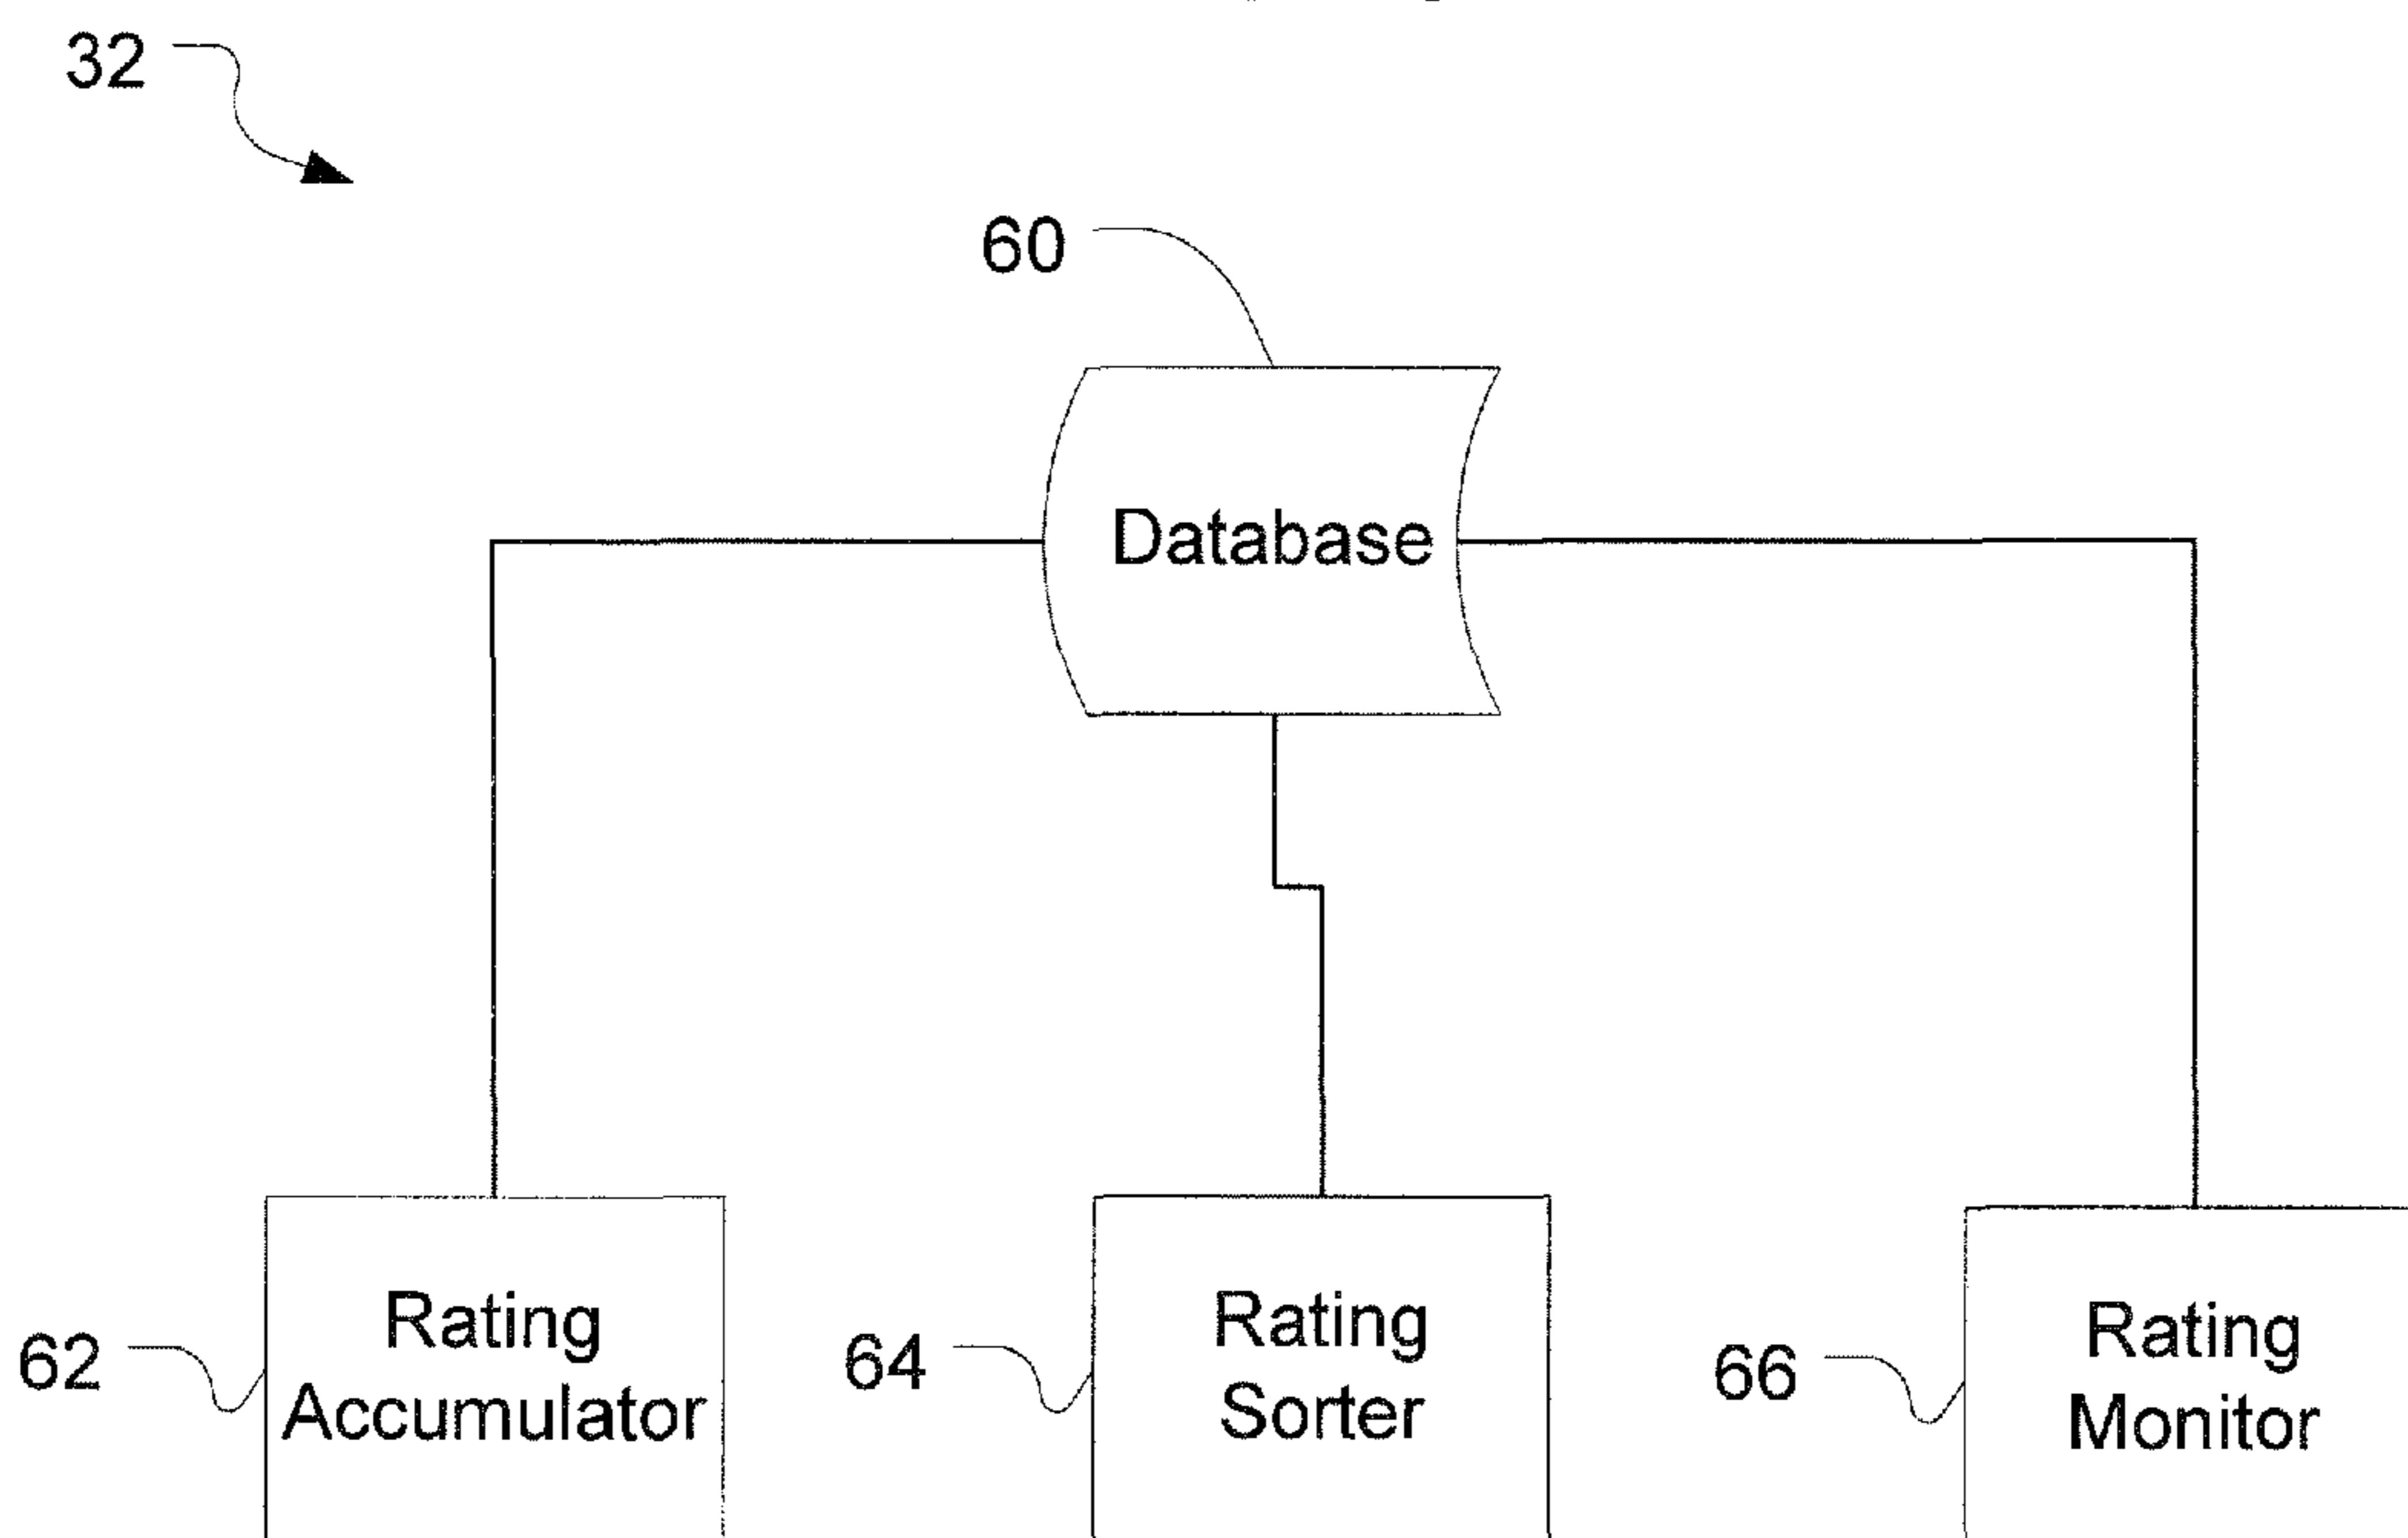 32
60
Database
62
Rating
Accumulator
64
Rating
Sorter
66
Rating
Monitor